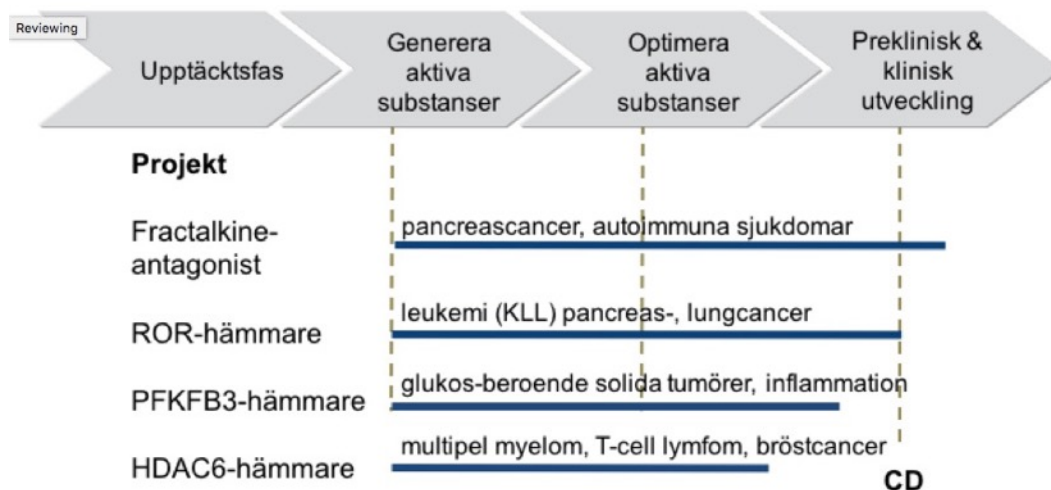 Reviewing
Upptäcktsfas
Generera
aktiva
substanser
Optimera
aktiva
substanser
Preklinisk &
klinisk
utveckling
Projekt
Fractalkine-
antagonist
pancreascancer, autoimmuna sjukdomar
ROR-hämmare
leukemi (KLL) pancreas-, lungcancer
PFKFB3-hämmare
glukos-beroende solida tumörer, inflammation
HDAC6-hämmare
multipel myelom, T-cell lymfom, bröstcancer
CD